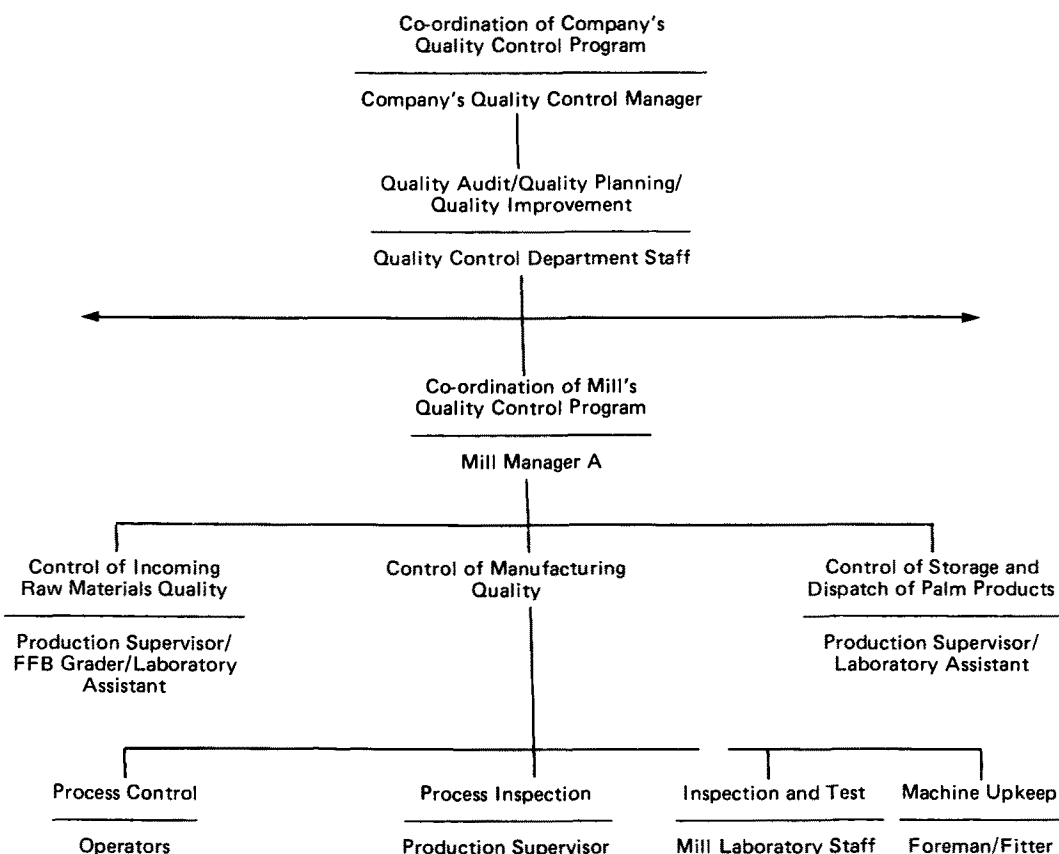 Co-ordination of Company's
Quality Control Program
Company's Quality Control Manager
Quality Audit/Quality Planning/
Quality Improvement
Quality Control Department Staff
Co-ordination of Mill's
Quality Control Program
Mill Manager A
Control of Incoming
Raw Materials Quality
Production Supervisor/
FFB Grader/Laboratory
Assistant
Control of Manufacturing
Quality
Control of Storage and
Dispatch of Palm Products
Production Supervisor/
Laboratory Assistant
Process Control
Operators
Process Inspection
Production Supervisor
Inspection and Test
Mill Laboratory Staff
Machine Upkeep
Foreman/Fitter